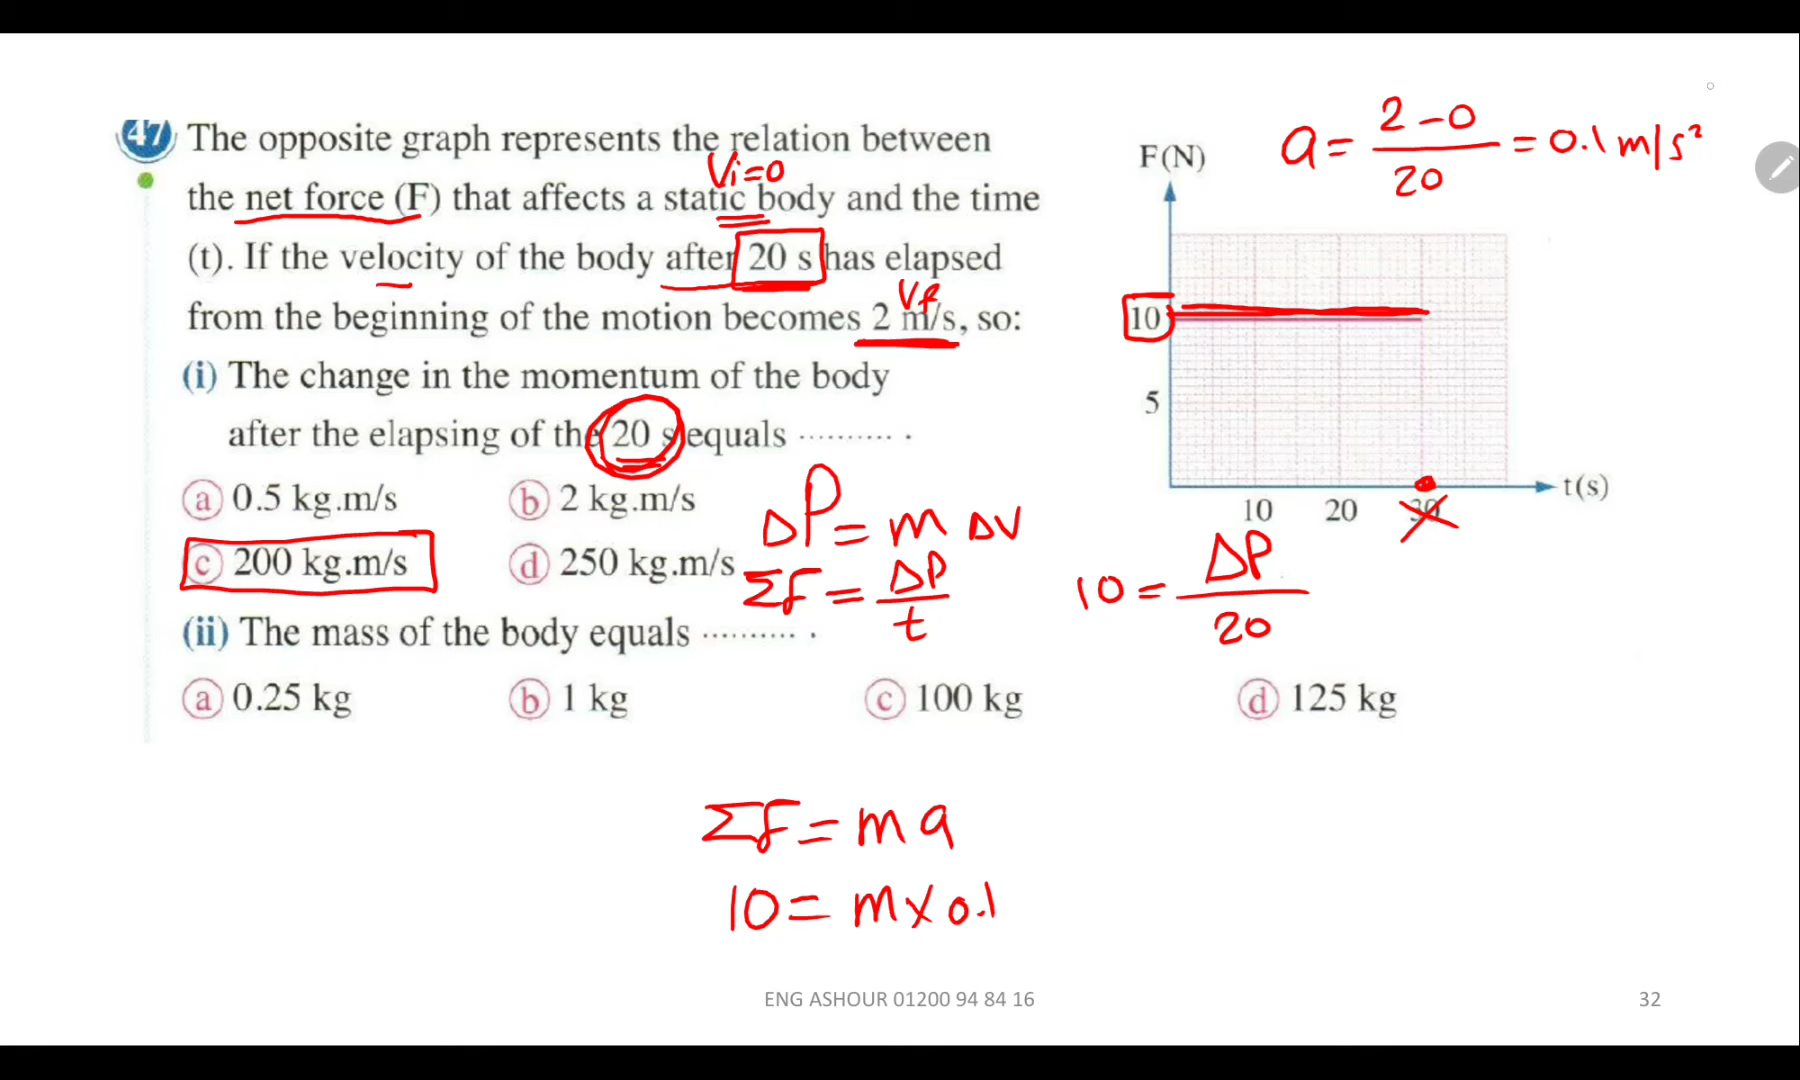 47 The opposite graph represents the relation between
Vi=0
the net force (F) that affects a static body and the time
(t). If the velocity of the body after 20 s has elapsed
Vf
from the beginning of the motion becomes 2 m/s, so:
(i) The change in the momentum of the body
after the elapsing of the 20 s equals .......... .
a 0.5 kg.m/s b 2 kg.m/s
c 200 kg.m/s d 250 kg.m/s
ΔP = m ΔV
Σf = ΔP / t
10 = ΔP / 20
(ii) The mass of the body equals .......... .
a 0.25 kg b 1 kg c 100 kg d 125 kg
Σf = m a
10 = m x 0.1
a = 2 - 0 / 20 = 0.1 m/s²
F(N)
10
5
10 20 30 t(s)
ENG ASHOUR 01200 94 84 16
32